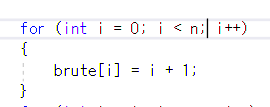 for (int i = 0; i < n; i++)
{
    brute[i] = i + 1;
}